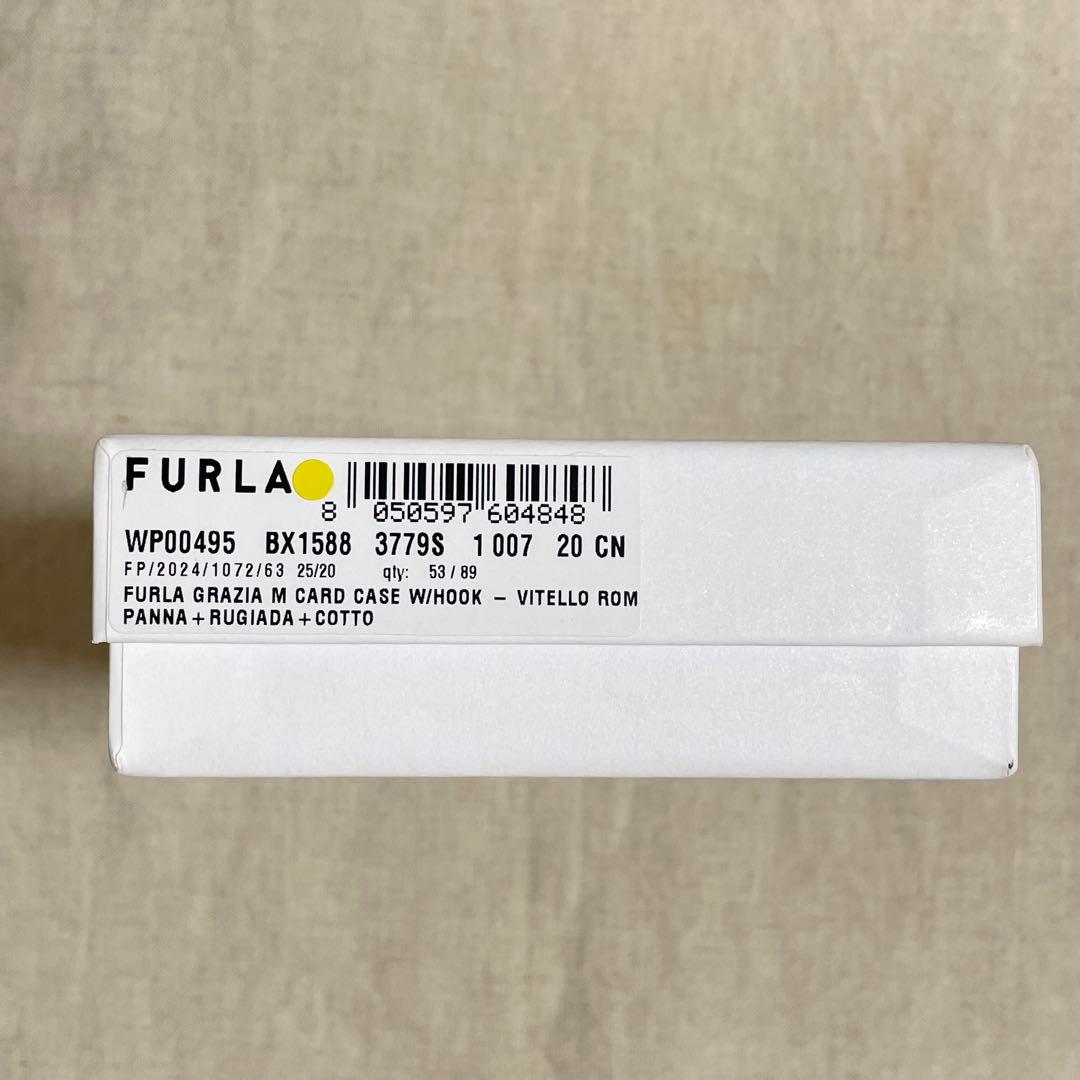 FURLA
8 050597 604848
WP00495 BX1588 3779S 1 007 20 CN
FP/2024/1072/63 25/20 qty: 53 / 89
FURLA GRAZIA M CARD CASE W/HOOK – VITELLO ROM
PANNA+RUGIADA+COTTO